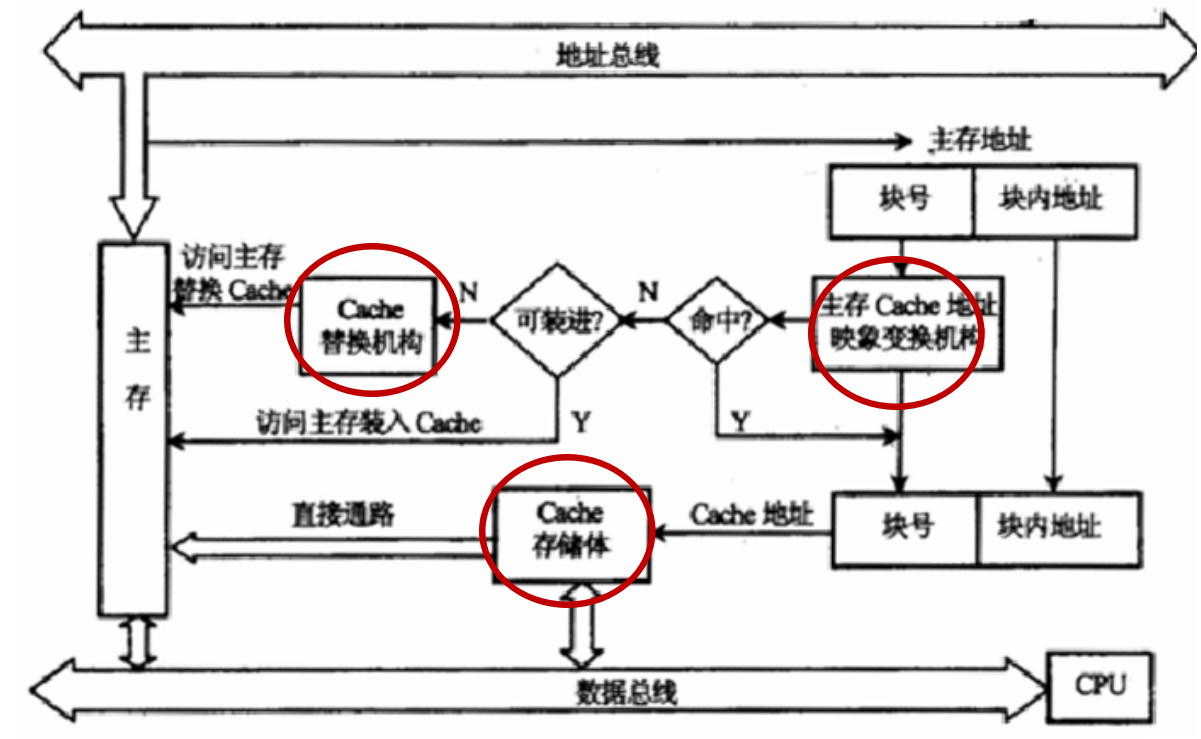 地址总线
主存地址
块号
块内地址
访问主存
替换 Cache
Cache
替换机构
N
可装进?
N
命中?
主存 Cache 地址
映象变换机构
主
存
访问主存装入 Cache
Y
Y
直接通路
Cache
存储体
Cache 地址
块号
块内地址
数据总线
CPU